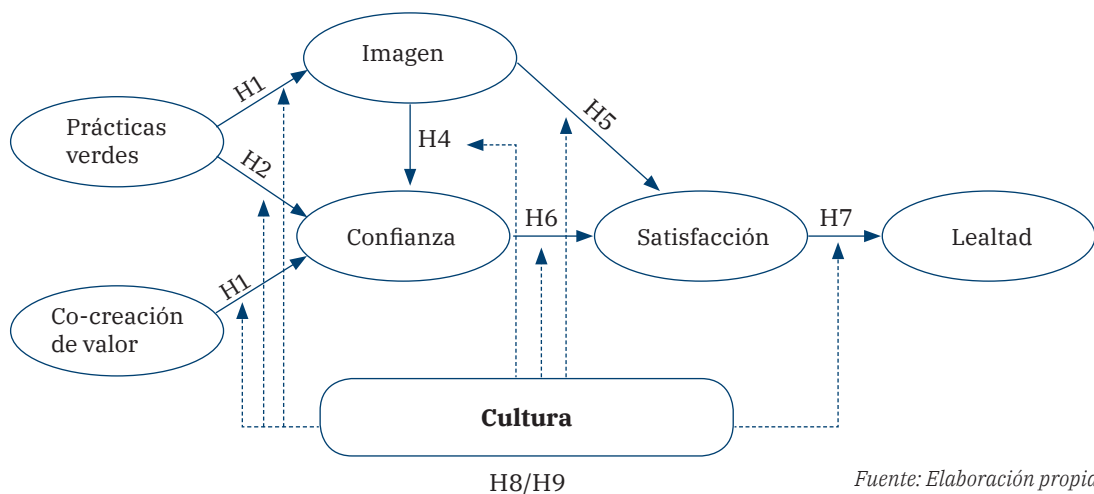 Imagen
H1
H5
Prácticas
verdes
H4
H2
H6
H7
Confianza
Satisfacción
Lealtad
H1
Co-creación
de valor
Cultura
H8/H9
Fuente: Elaboración propia